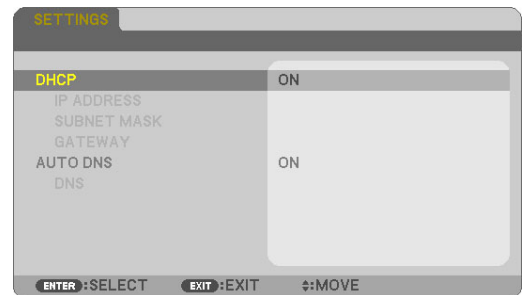 SETTINGS
DHCP ON
IP ADDRESS
SUBNET MASK
GATEWAY
AUTO DNS ON
DNS
ENTER :SELECT EXIT :EXIT :MOVE